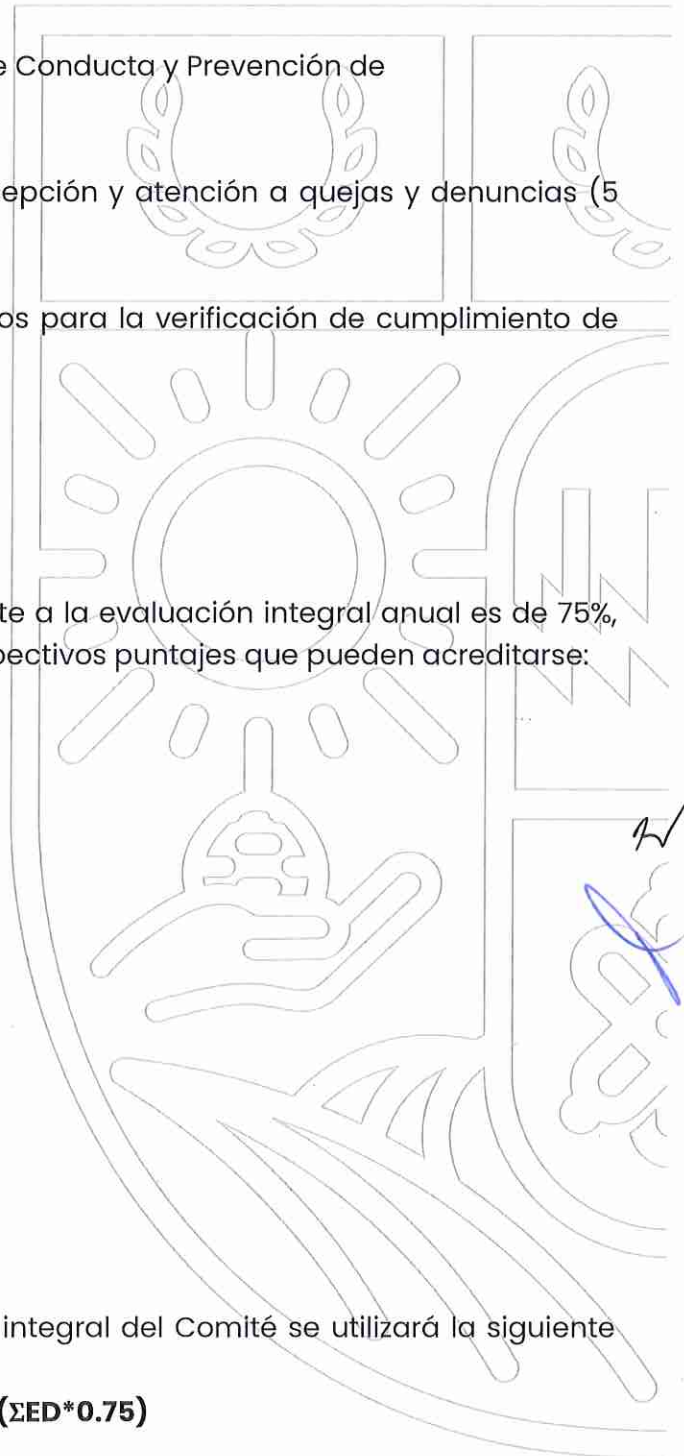 e Conducta y Prevención de
epción y atención a quejas y denuncias (5
os para la verificación de cumplimiento de
te a la evaluación integral anual es de 75%,
pectivos puntajes que pueden acreditarse:
integral del Comité se utilizará la siguiente
(ΣED*0.75)